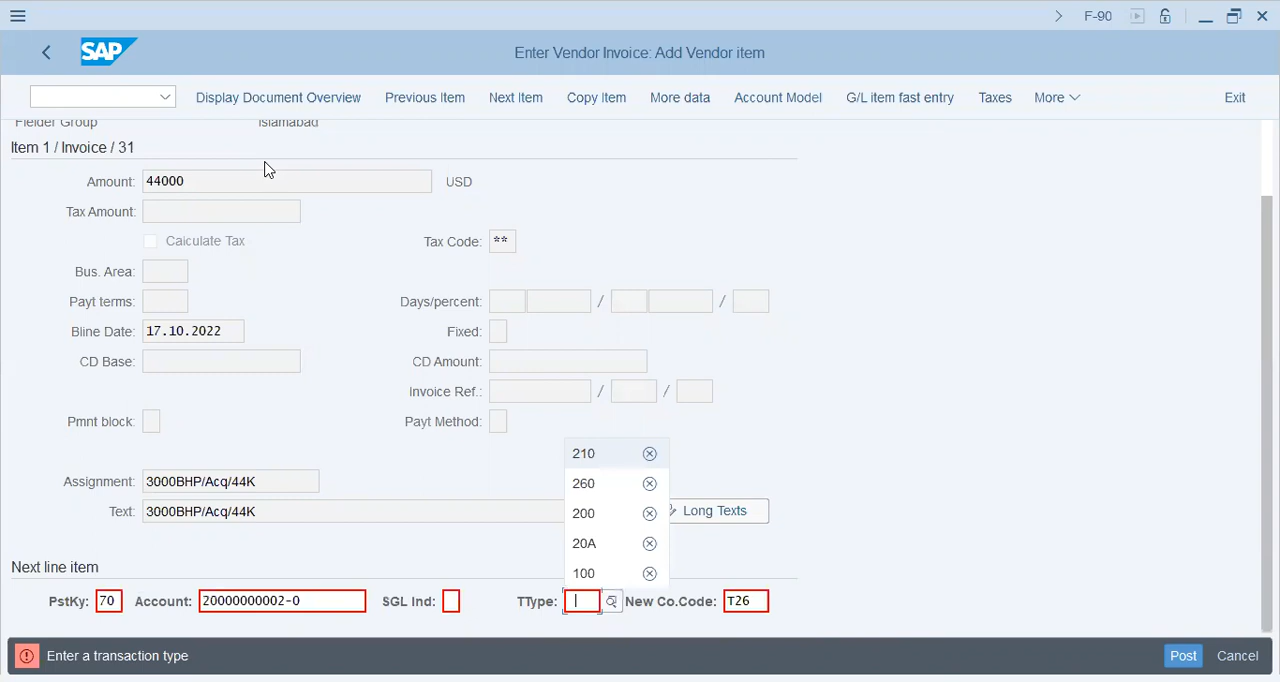 F-90
SAP
Enter Vendor Invoice: Add Vendor item
Display Document Overview Previous Item Next Item Copy Item More data Account Model G/L item fast entry Taxes More Exit
Fielder Group Islamabad
Item 1 / Invoice / 31
Amount: 44000 USD
Tax Amount:
Calculate Tax Tax Code: **
Bus. Area:
Payt terms: Days/percent: / /
Bline Date: 17.10.2022 Fixed:
CD Base: CD Amount:
Invoice Ref.: / /
Pmnt block: Payt Method:
210
260
Assignment: 3000BHP/Acq/44K
Text: 3000BHP/Acq/44K Long Texts
200
20A
100
Next line item
PstKy: 70 Account: 20000000002-0 SGL Ind: TType: New Co.Code: T26
Enter a transaction type Post Cancel